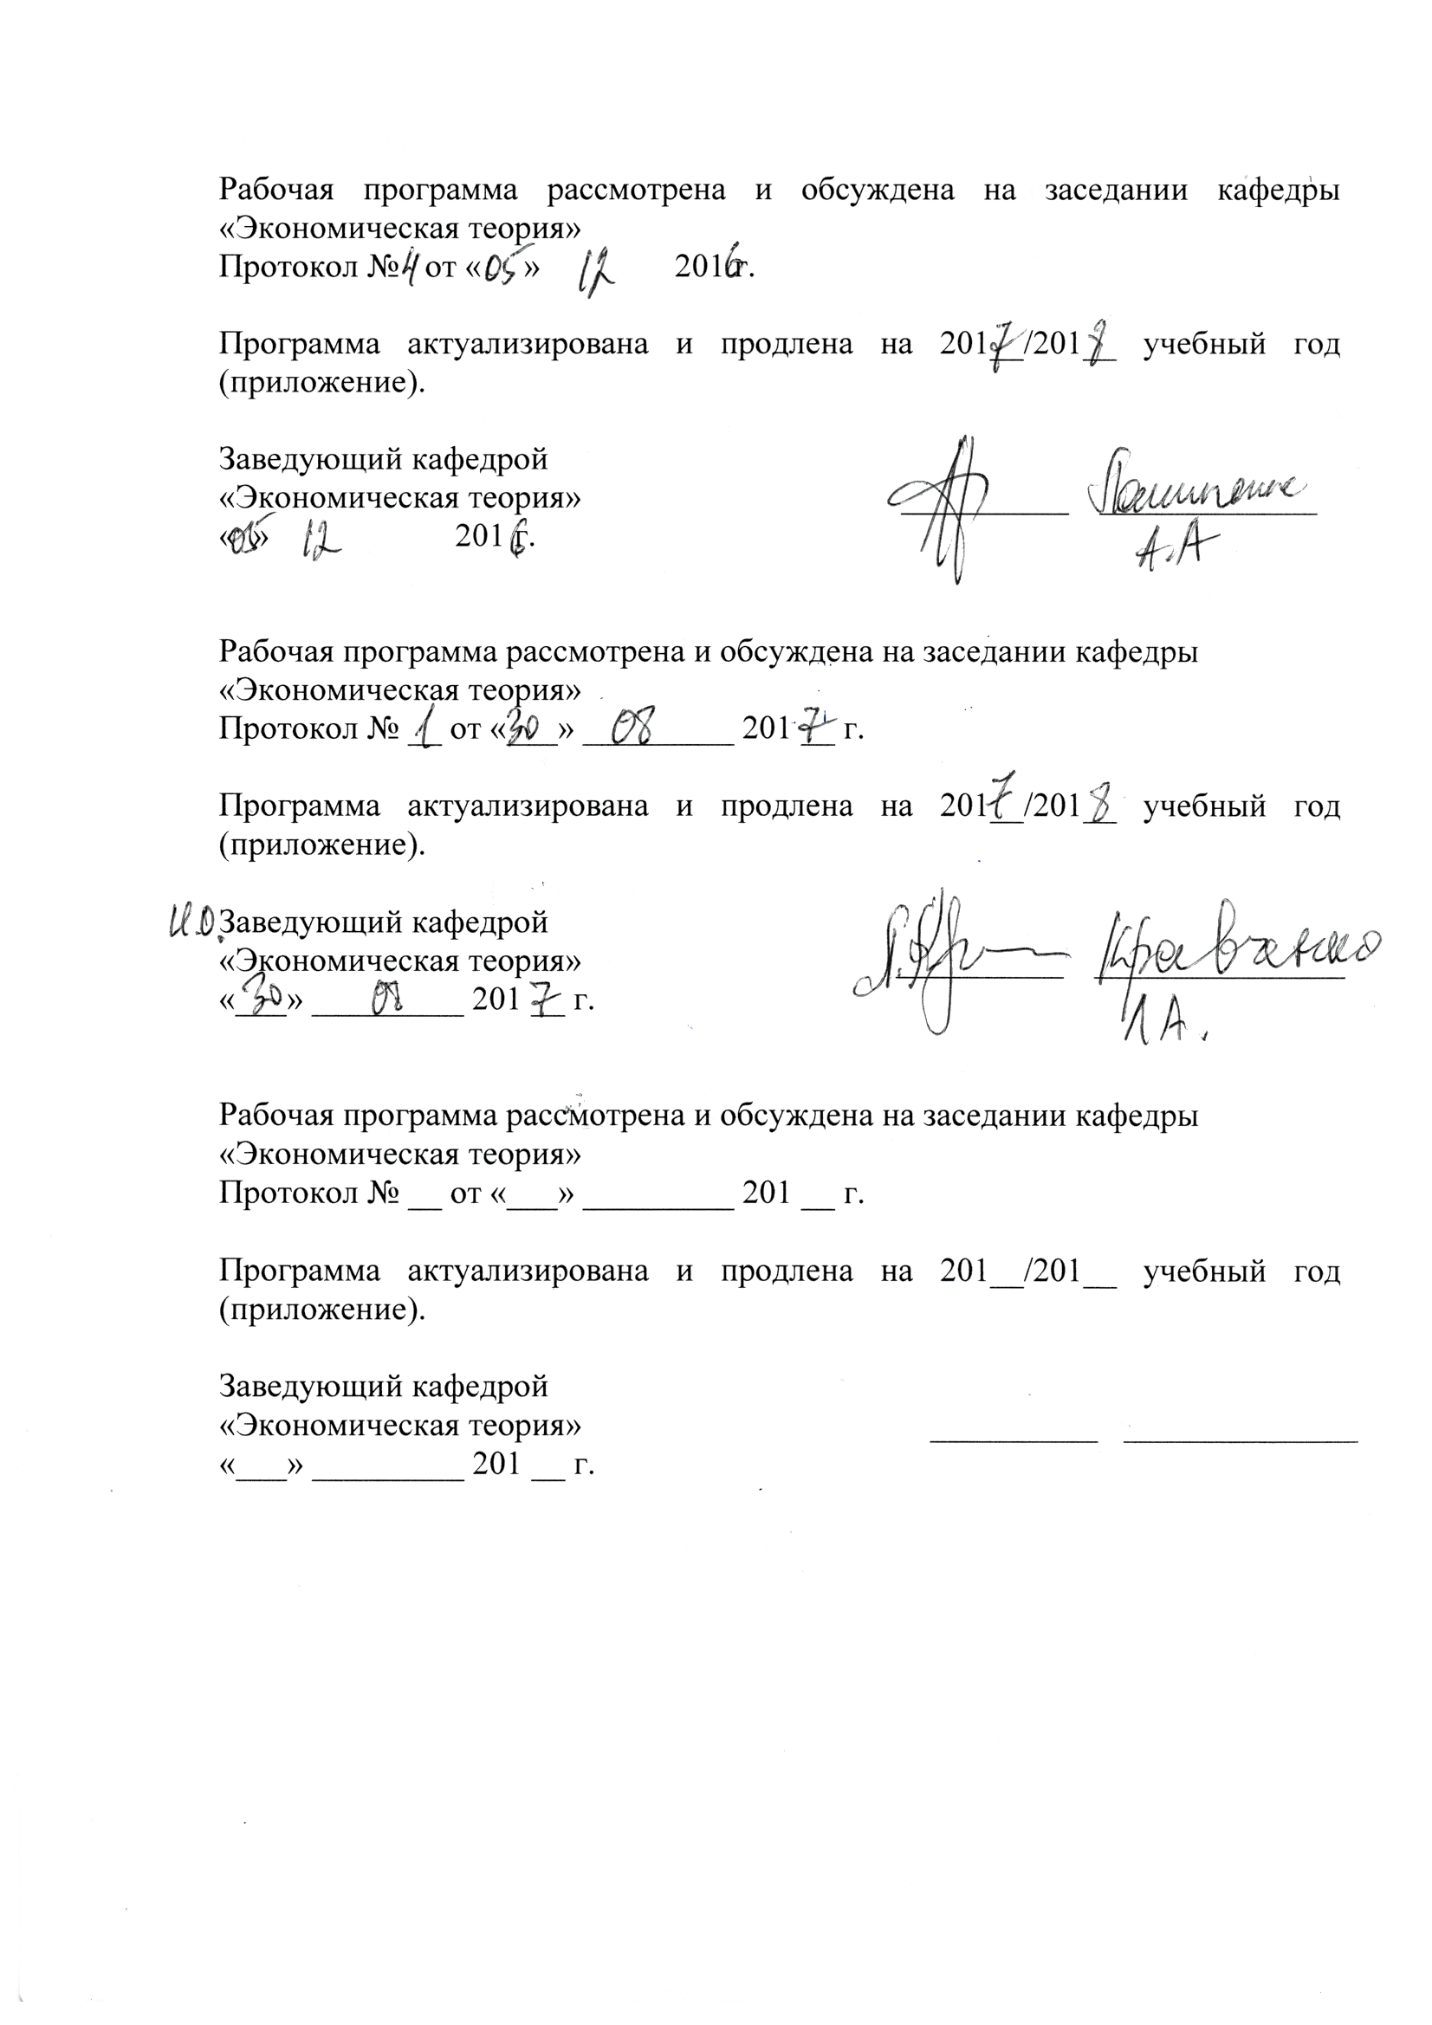 Рабочая программа рассмотрена и обсуждена на заседании кафедры
«Экономическая теория»
Протокол №4 от «05» 12 2016г.
Программа актуализирована и продлена на 2017/2018 учебный год
(приложение).
Заведующий кафедрой
«Экономическая теория»
«05» 12 2016 г.
А.А
Рабочая программа рассмотрена и обсуждена на заседании кафедры
«Экономическая теория»
Протокол № 1 от «30» 08 2017 г.
Программа актуализирована и продлена на 2017/2018 учебный год
(приложение).
И.О. Заведующий кафедрой
«Экономическая теория» Кравченко
«30» 08 2017 г. Л А.
Рабочая программа рассмотрена и обсуждена на заседании кафедры
«Экономическая теория»
Протокол № __ от «___» _________ 201 __ г.
Программа актуализирована и продлена на 201__/201__ учебный год
(приложение).
Заведующий кафедрой
«Экономическая теория» __________ ______________
«___» _________ 201 __ г.